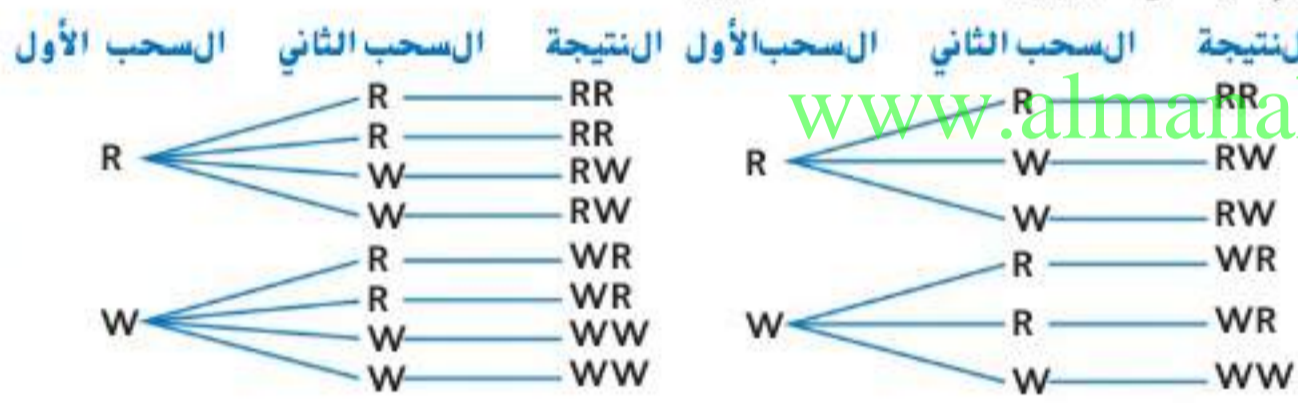 السحب الأول السحب الثاني النتيجة السحب الأول السحب الثاني النتيجة
www.almana
R RR R RR
R R RR R W RW
W RW W RW
W RW
R WR R WR
W R WR W R WR
W WW W WW
W WW